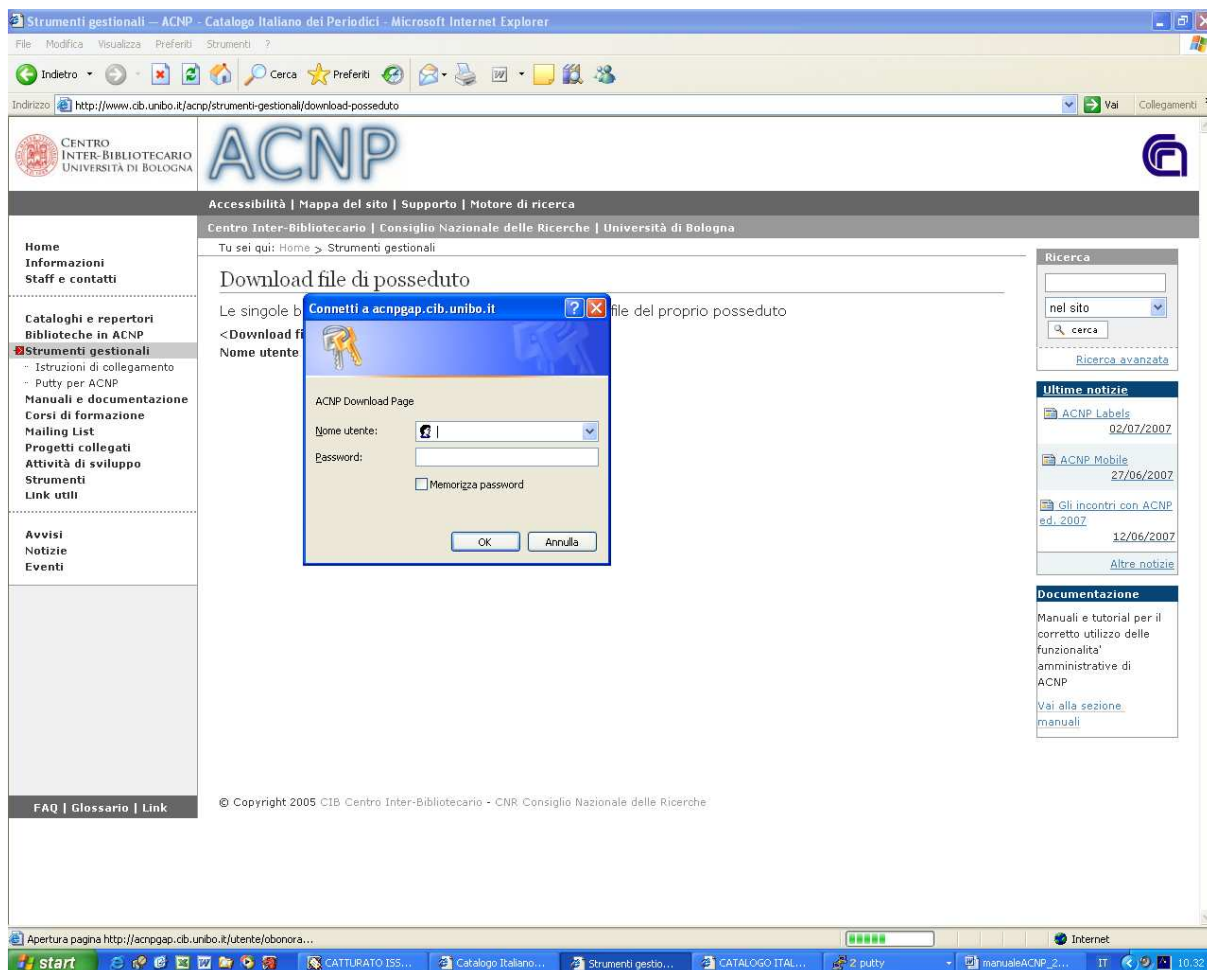 Strumenti gestionali — ACNP - Catalogo Italiano dei Periodici - Microsoft Internet Explorer
File Modifica Visualizza Preferiti Strumenti ?
Indietro Cerca Preferiti
Indirizzo http://www.cib.unibo.it/acnp/strumenti-gestionali/download-posseduto Vai Collegamenti
CENTRO
INTER-BIBLIOTECARIO
UNIVERSITÀ DI BOLOGNA
ACNP
Accessibilità | Mappa del sito | Supporto | Motore di ricerca
Centro Inter-Bibliotecario | Consiglio Nazionale delle Ricerche | Università di Bologna
Tu sei qui: Home > Strumenti gestionali
Home
Informazioni
Staff e contatti
Cataloghi e repertori
Biblioteche in ACNP
Strumenti gestionali
Istruzioni di collegamento
Putty per ACNP
Manuali e documentazione
Corsi di formazione
Mailing List
Progetti collegati
Attività di sviluppo
Strumenti
Link utili
Avvisi
Notizie
Eventi
FAQ | Glossario | Link
Download file di posseduto
Le singole b file del proprio posseduto
<Download fi
Nome utente
Connetti a acnpgap.cib.unibo.it
ACNP Download Page
Nome utente:
Password:
Memorizza password
OK Annulla
Ricerca
nel sito
cerca
Ricerca avanzata
Ultime notizie
ACNP Labels
02/07/2007
ACNP Mobile
27/06/2007
Gli incontri con ACNP
ed. 2007
12/06/2007
Altre notizie
Documentazione
Manuali e tutorial per il
corretto utilizzo delle
funzionalita'
amministrative di
ACNP
Vai alla sezione
manuali
© Copyright 2005 CIB Centro Inter-Bibliotecario - CNR Consiglio Nazionale delle Ricerche
Apertura pagina http://acnpgap.cib.unibo.it/utente/obonora... Internet
start CATTURATO ISS... Catalogo Italiano... Strumenti gestio... CATALOGO ITAL... 2 putty manualeACNP_2... IT 10.32